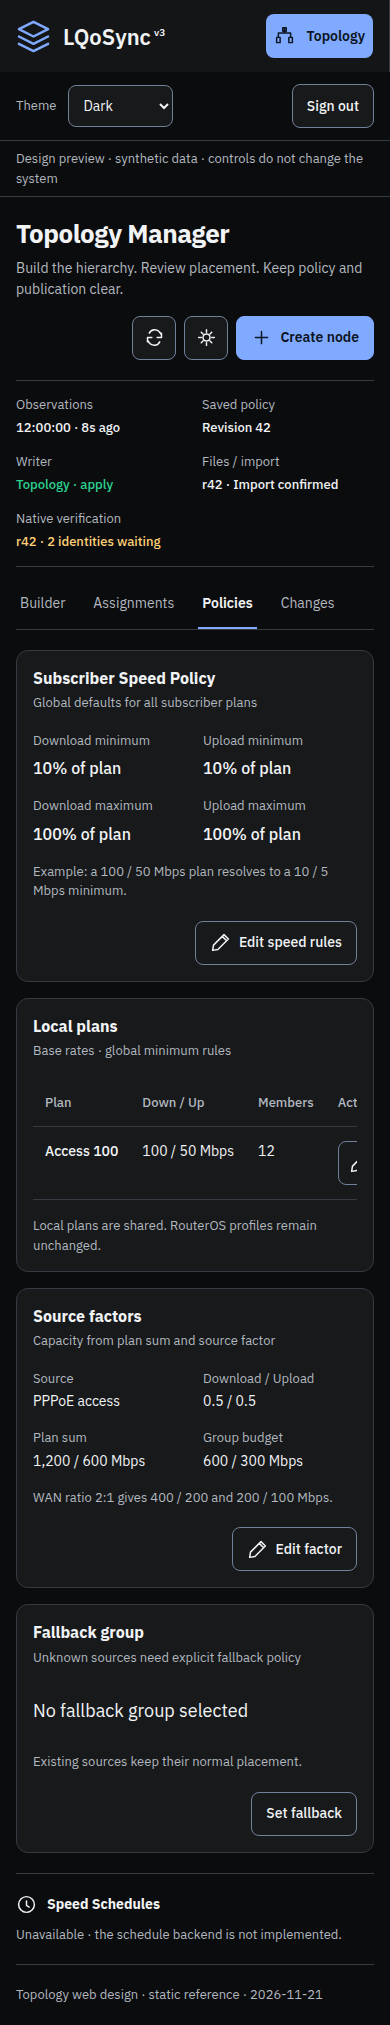 LQoSync v3
Topology
Theme
Dark
Sign out
Design preview · synthetic data · controls do not change the
system
Topology Manager
Build the hierarchy. Review placement. Keep policy and
publication clear.
Create node
Observations
Saved policy
12:00:00 · 8s ago
Revision 42
Writer
Files / import
Topology · apply
r42 · Import confirmed
Native verification
r42 · 2 identities waiting
Builder
Assignments
Policies
Changes
Subscriber Speed Policy
Global defaults for all subscriber plans
Download minimum
Upload minimum
10% of plan
10% of plan
Download maximum
Upload maximum
100% of plan
100% of plan
Example: a 100 / 50 Mbps plan resolves to a 10 / 5
Mbps minimum.
Edit speed rules
Local plans
Base rates · global minimum rules
Plan
Down / Up
Members
Act
Access 100
100 / 50 Mbps
12
Local plans are shared. RouterOS profiles remain
unchanged.
Source factors
Capacity from plan sum and source factor
Source
Download / Upload
PPPoE access
0.5 / 0.5
Plan sum
Group budget
1,200 / 600 Mbps
600 / 300 Mbps
WAN ratio 2:1 gives 400 / 200 and 200 / 100 Mbps.
Edit factor
Fallback group
Unknown sources need explicit fallback policy
No fallback group selected
Existing sources keep their normal placement.
Set fallback
Speed Schedules
Unavailable · the schedule backend is not implemented.
Topology web design · static reference · 2026-11-21